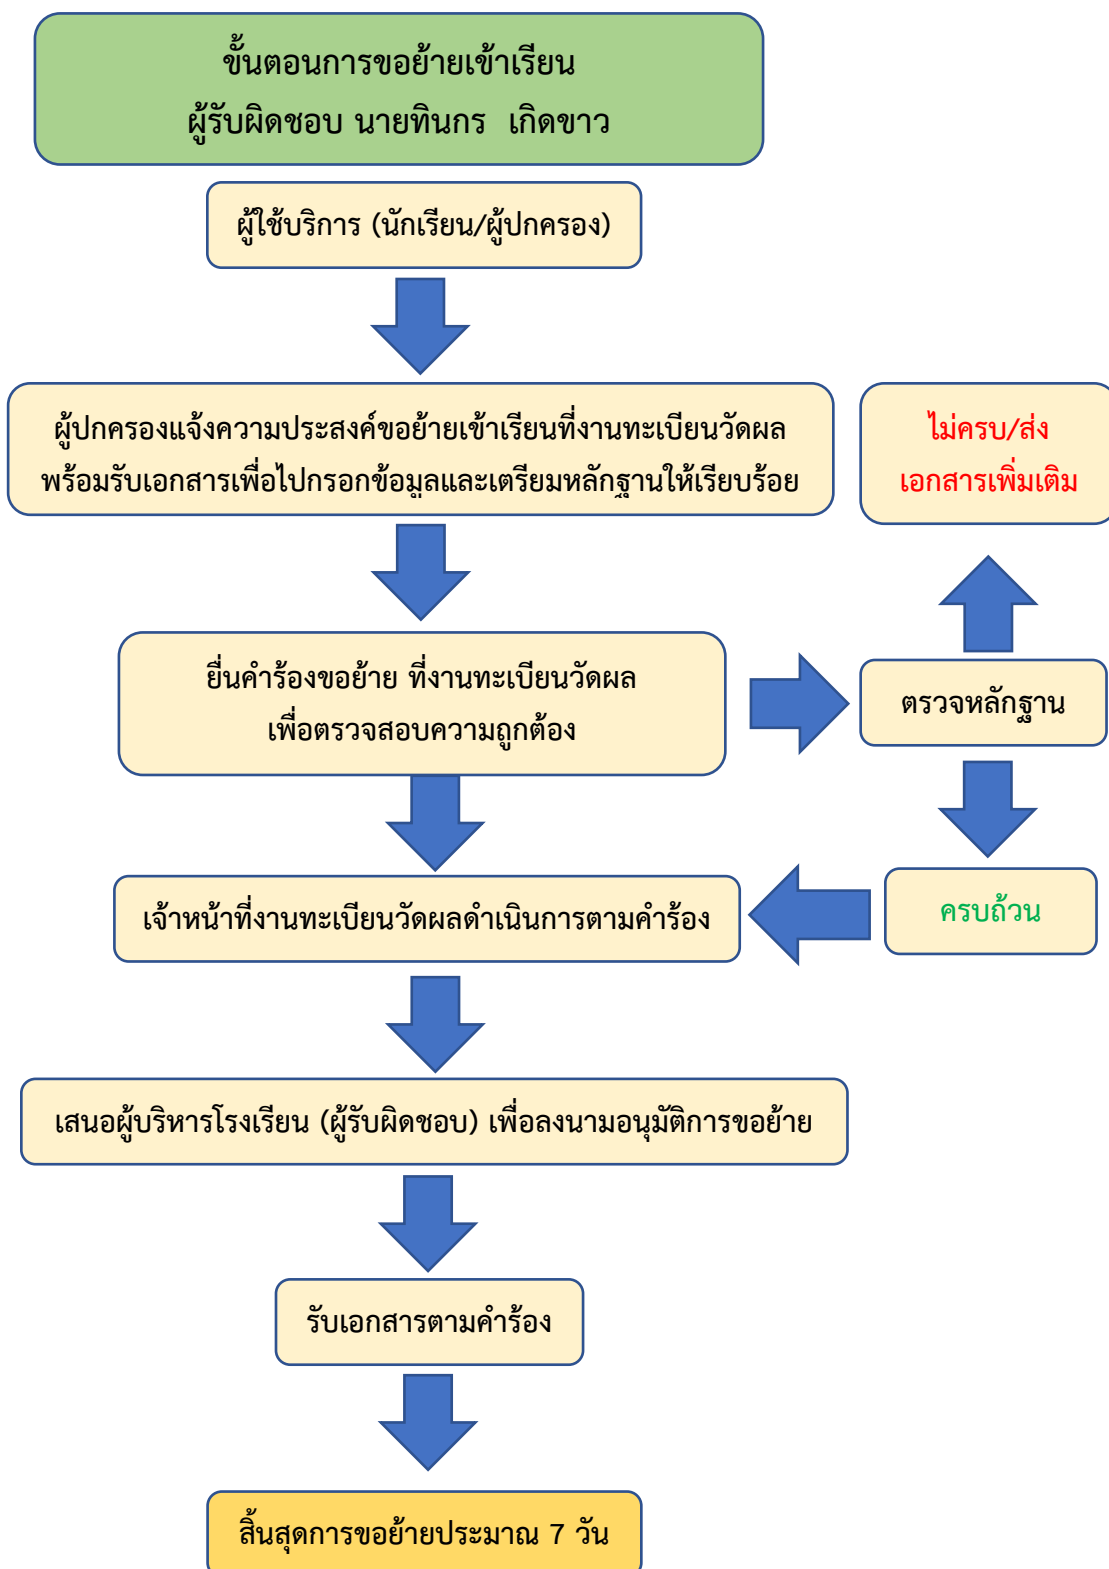 ขั้นตอนการขอย้ายเข้าเรียน
ผู้รับผิดชอบ นายทินกร เกิดขาว
ผู้ใช้บริการ (นักเรียน/ผู้ปกครอง)
ผู้ปกครองแจ้งความประสงค์ขอย้ายเข้าเรียนที่งานทะเบียนวัดผล
พร้อมรับเอกสารเพื่อไปกรอกข้อมูลและเตรียมหลักฐานให้เรียบร้อย
ไม่ครบ/ส่ง
เอกสารเพิ่มเติม
ยื่นคำร้องขอย้าย ที่งานทะเบียนวัดผล
เพื่อตรวจสอบความถูกต้อง
ตรวจหลักฐาน
ครบถ้วน
เจ้าหน้าที่งานทะเบียนวัดผลดำเนินการตามคำร้อง
เสนอผู้บริหารโรงเรียน (ผู้รับผิดชอบ) เพื่อลงนามอนุมัติการขอย้าย
รับเอกสารตามคำร้อง
สิ้นสุดการขอย้ายประมาณ 7 วัน